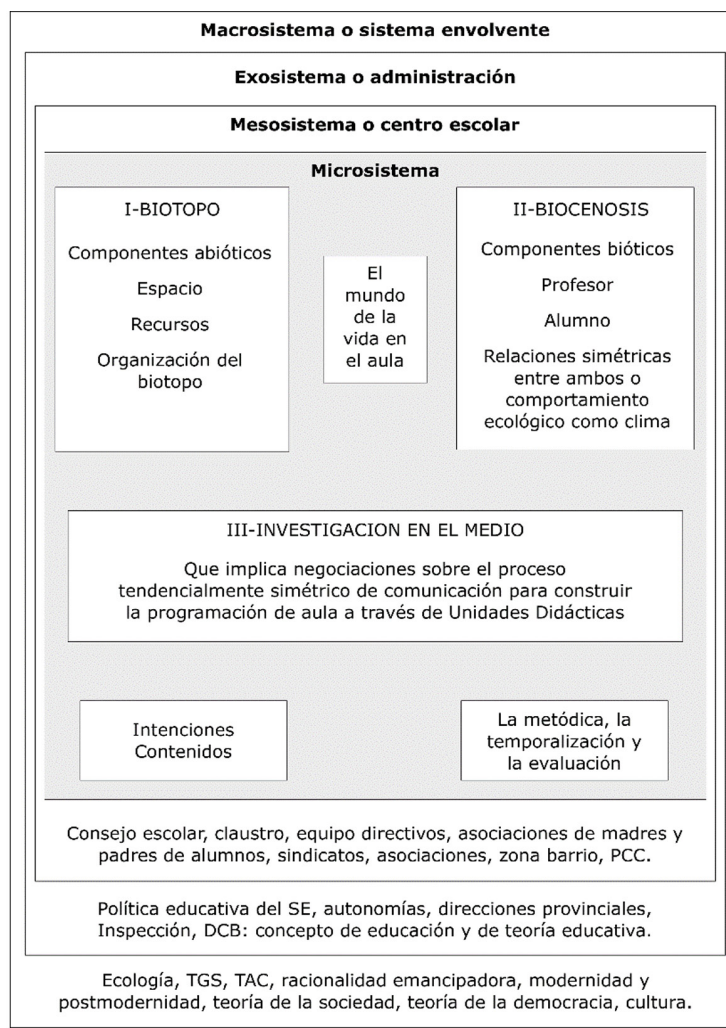 Macrosistema o sistema envolvente
Exosistema o administración
Mesosistema o centro escolar
Microsistema
I-BIOTOPO
Componentes abióticos
Espacio
Recursos
Organización del
biotopo
El
mundo
de la
vida en
el aula
II-BIOCENOSIS
Componentes bióticos
Profesor
Alumno
Relaciones simétricas
entre ambos o
comportamiento
ecológico como clima
III-INVESTIGACION EN EL MEDIO
Que implica negociaciones sobre el proceso
tendencialmente simétrico de comunicación para construir
la programación de aula a través de Unidades Didácticas
Intenciones
Contenidos
La metódica, la
temporalización y
la evaluación
Consejo escolar, claustro, equipo directivos, asociaciones de madres y
padres de alumnos, sindicatos, asociaciones, zona barrio, PCC.
Política educativa del SE, autonomías, direcciones provinciales,
Inspección, DCB: concepto de educación y de teoría educativa.
Ecología, TGS, TAC, racionalidad emancipadora, modernidad y
postmodernidad, teoría de la sociedad, teoría de la democracia, cultura.